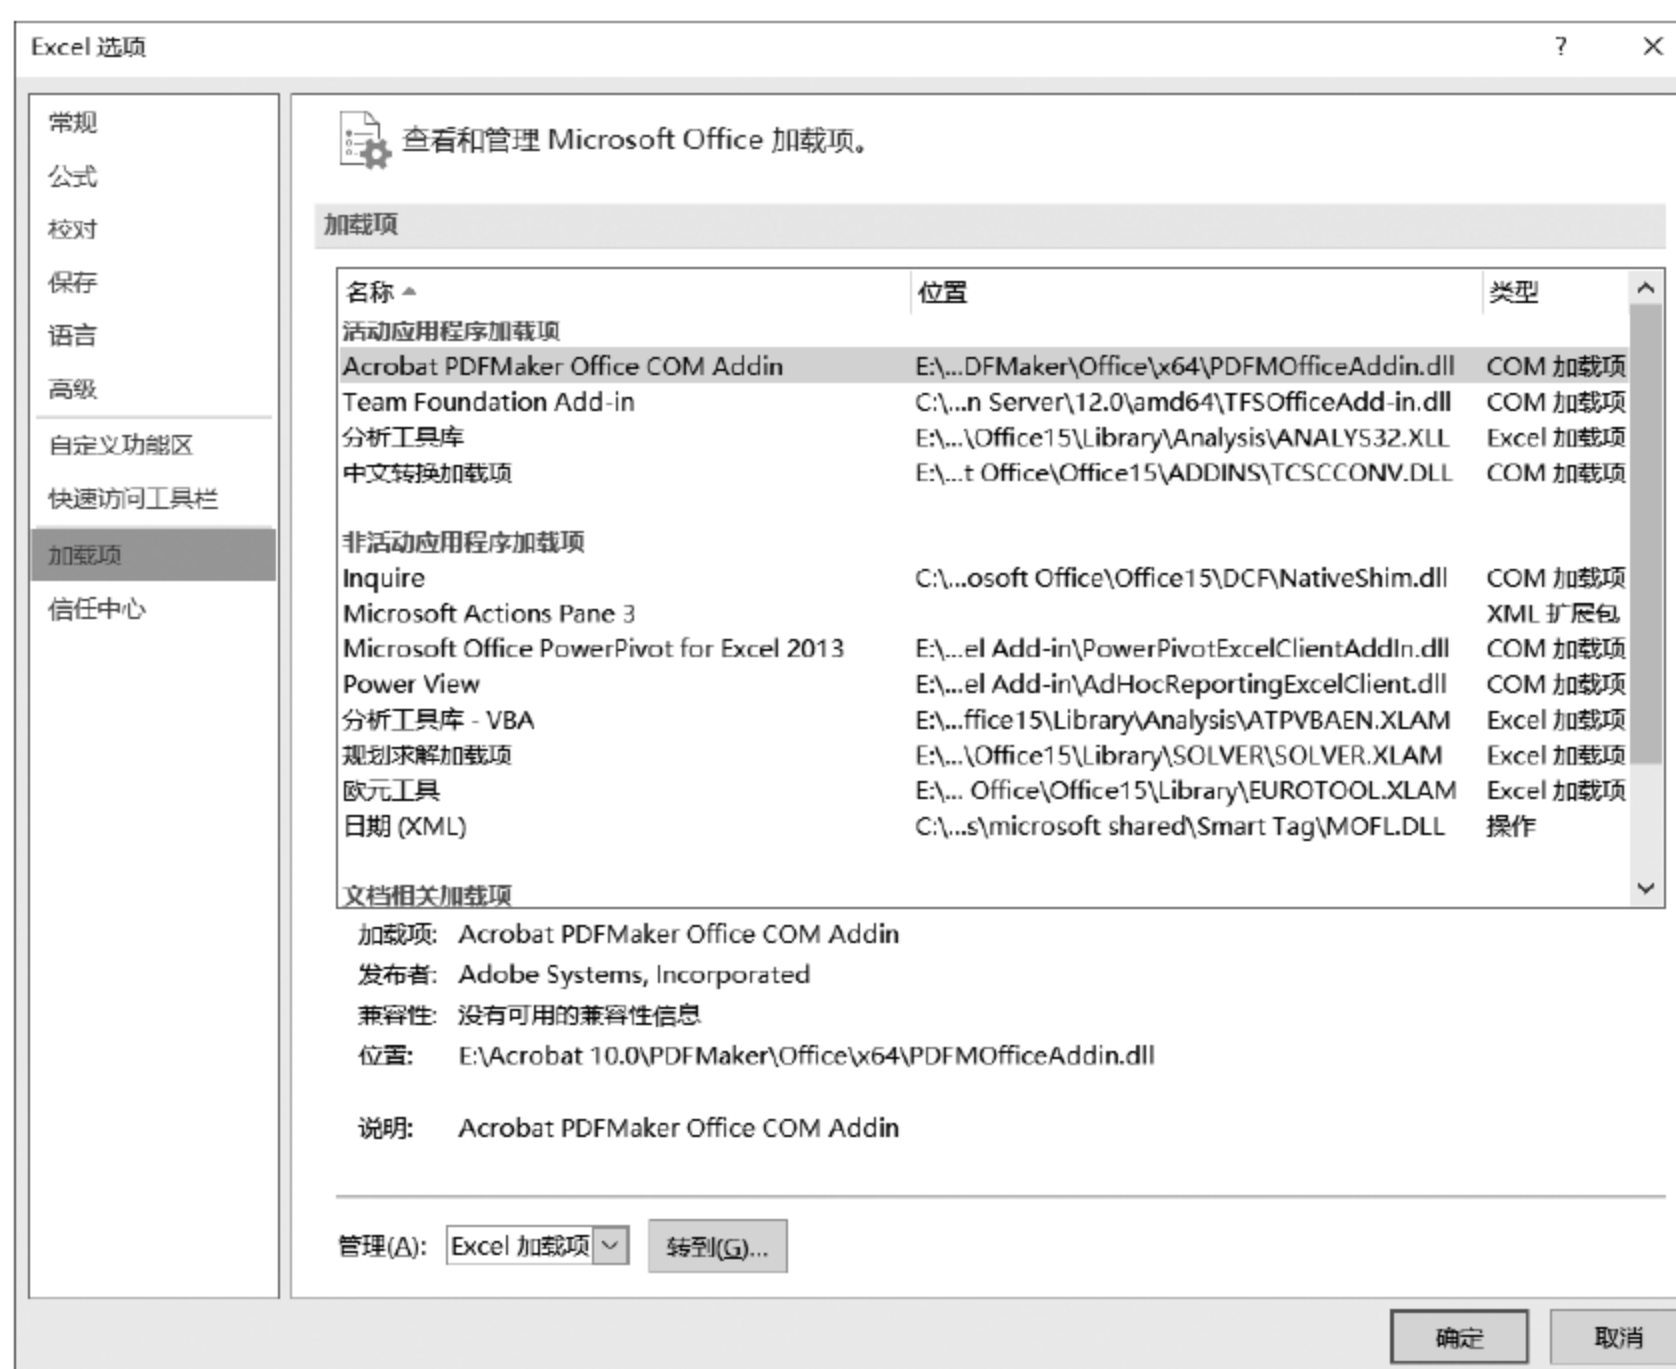 Excel 选项
?
常规
公式
校对
保存
语言
高级
自定义功能区
快速访问工具栏
加载项
信任中心
查看和管理 Microsoft Office 加载项。
加载项
名称 位置 类型
活动应用程序加载项
Acrobat PDFMaker Office COM Addin E:\...DFMaker\Office\x64\PDFMOfficeAddin.dll COM 加载项
Team Foundation Add-in C:\...n Server\12.0\amd64\TFSOfficeAdd-in.dll COM 加载项
分析工具库 E:\...\Office15\Library\Analysis\ANALYS32.XLL Excel 加载项
中文转换加载项 E:\...t Office\Office15\ADDINS\TCSCCONV.DLL COM 加载项
非活动应用程序加载项
Inquire C:\...osoft Office\Office15\DCF\NativeShim.dll COM 加载项
Microsoft Actions Pane 3 XML 扩展包
Microsoft Office PowerPivot for Excel 2013 E:\...el Add-in\PowerPivotExcelClientAddIn.dll COM 加载项
Power View E:\...el Add-in\AdHocReportingExcelClient.dll COM 加载项
分析工具库 - VBA E:\...ffice15\Library\Analysis\ATPVBAEN.XLAM Excel 加载项
规划求解加载项 E:\...\Office15\Library\SOLVER\SOLVER.XLAM Excel 加载项
欧元工具 E:\... Office\Office15\Library\EUROTOOL.XLAM Excel 加载项
日期 (XML) C:\...s\microsoft shared\Smart Tag\MOFL.DLL 操作
文档相关加载项
加载项: Acrobat PDFMaker Office COM Addin
发布者: Adobe Systems, Incorporated
兼容性: 没有可用的兼容性信息
位置: E:\Acrobat 10.0\PDFMaker\Office\x64\PDFMOfficeAddin.dll
说明: Acrobat PDFMaker Office COM Addin
管理(A): Excel 加载项 转到(G)...
确定 取消